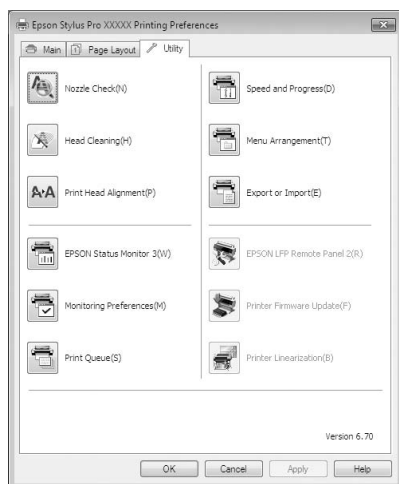 Epson Stylus Pro XXXXX Printing Preferences
Main
Page Layout
Utility
Nozzle Check(N)
Speed and Progress(D)
Head Cleaning(H)
Menu Arrangement(T)
Print Head Alignment(P)
Export or Import(E)
EPSON Status Monitor 3(W)
EPSON LFP Remote Panel 2(R)
Monitoring Preferences(M)
Printer Firmware Update(F)
Print Queue(S)
Printer Linearization(B)
Version 6.70
OK
Cancel
Apply
Help